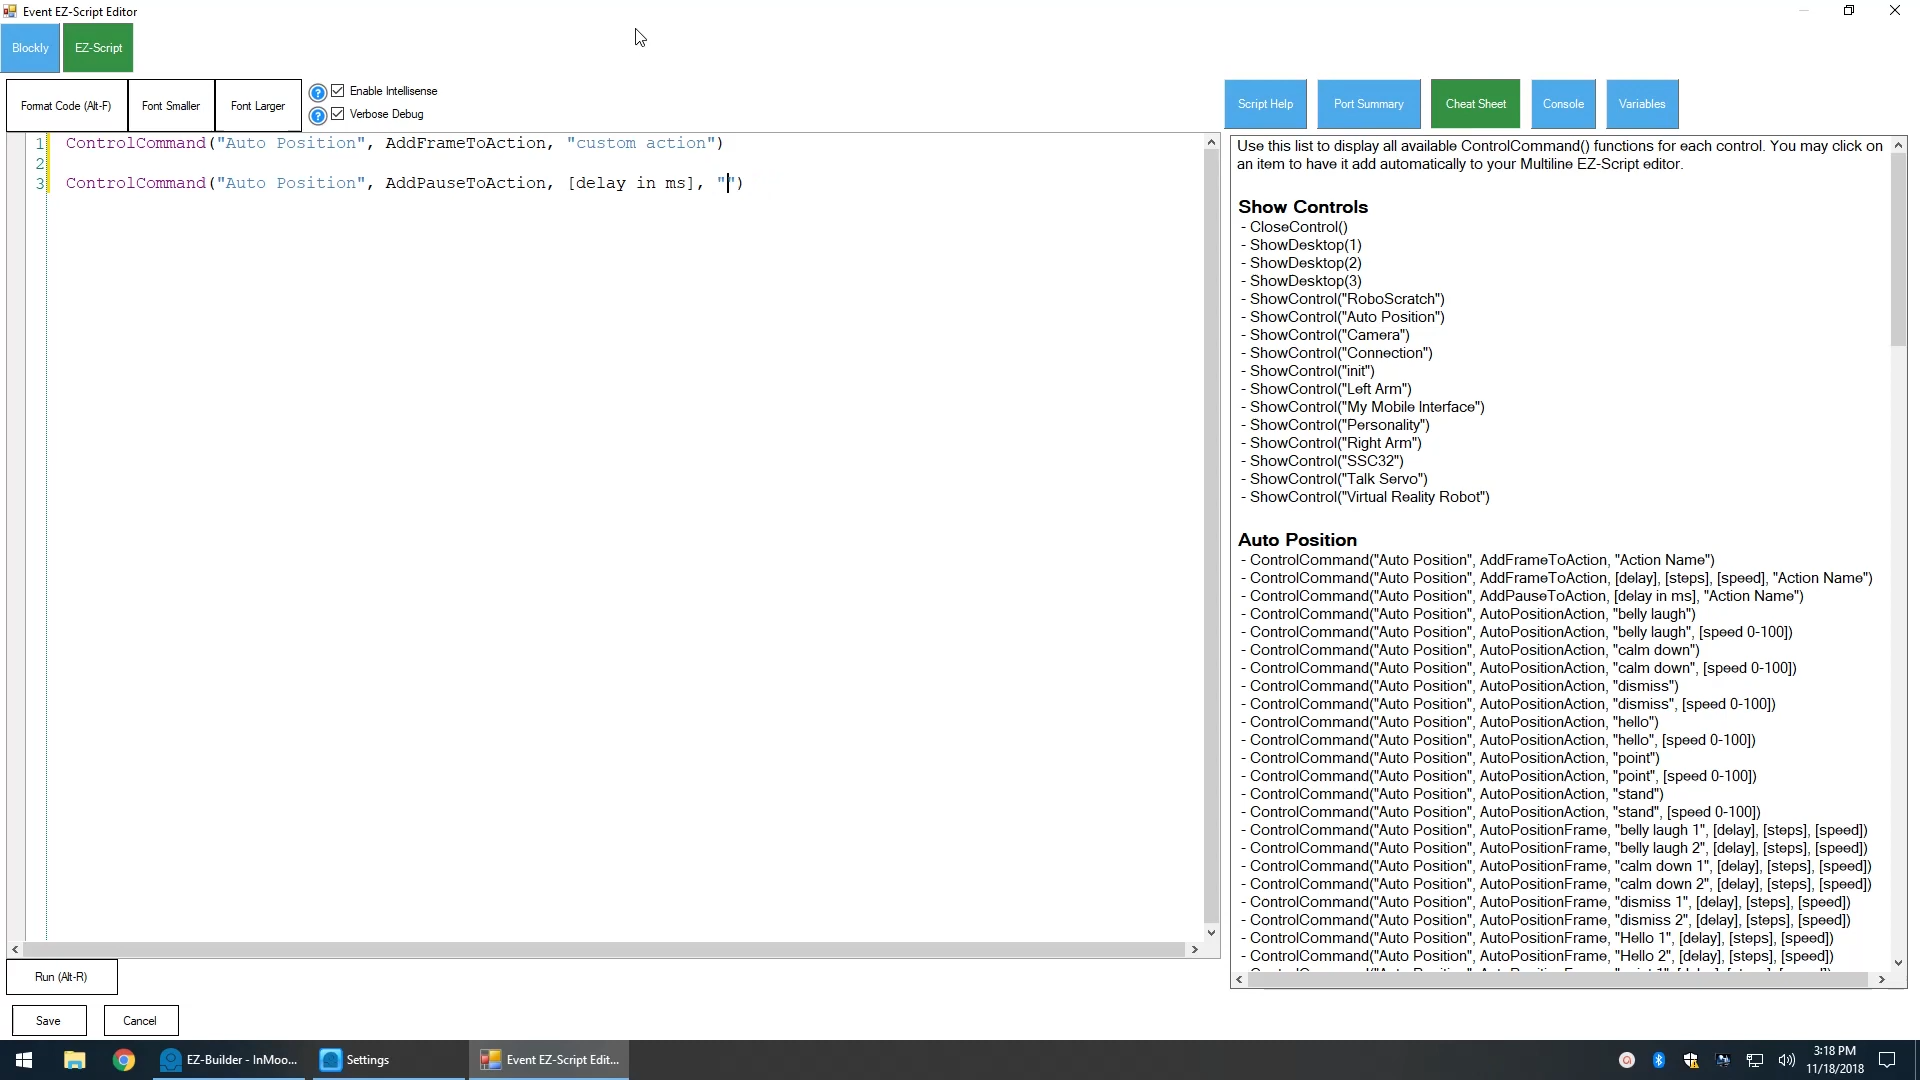 Event EZ-Script Editor
Blockly
EZ-Script
Format Code (Alt-F)
Font Smaller
Font Larger
Enable Intellisense
Verbose Debug
Script Help
Port Summary
Cheat Sheet
Console
Variables
1 ControlCommand("Auto Position", AddFrameToAction, "custom action")
2
3 ControlCommand("Auto Position", AddPauseToAction, [delay in ms], "")
Use this list to display all available ControlCommand() functions for each control. You may click on
an item to have it add automatically to your Multiline EZ-Script editor.
Show Controls
- CloseControl()
- ShowDesktop(1)
- ShowDesktop(2)
- ShowDesktop(3)
- ShowControl("RoboScratch")
- ShowControl("Auto Position")
- ShowControl("Camera")
- ShowControl("Connection")
- ShowControl("init")
- ShowControl("Left Arm")
- ShowControl("My Mobile Interface")
- ShowControl("Personality")
- ShowControl("Right Arm")
- ShowControl("SSC32")
- ShowControl("Talk Servo")
- ShowControl("Virtual Reality Robot")
Auto Position
- ControlCommand("Auto Position", AddFrameToAction, "Action Name")
- ControlCommand("Auto Position", AddFrameToAction, [delay], [steps], [speed], "Action Name")
- ControlCommand("Auto Position", AddPauseToAction, [delay in ms], "Action Name")
- ControlCommand("Auto Position", AutoPositionAction, "belly laugh")
- ControlCommand("Auto Position", AutoPositionAction, "belly laugh", [speed 0-100])
- ControlCommand("Auto Position", AutoPositionAction, "calm down")
- ControlCommand("Auto Position", AutoPositionAction, "calm down", [speed 0-100])
- ControlCommand("Auto Position", AutoPositionAction, "dismiss")
- ControlCommand("Auto Position", AutoPositionAction, "dismiss", [speed 0-100])
- ControlCommand("Auto Position", AutoPositionAction, "hello")
- ControlCommand("Auto Position", AutoPositionAction, "hello", [speed 0-100])
- ControlCommand("Auto Position", AutoPositionAction, "point")
- ControlCommand("Auto Position", AutoPositionAction, "point", [speed 0-100])
- ControlCommand("Auto Position", AutoPositionAction, "stand")
- ControlCommand("Auto Position", AutoPositionAction, "stand", [speed 0-100])
- ControlCommand("Auto Position", AutoPositionFrame, "belly laugh 1", [delay], [steps], [speed])
- ControlCommand("Auto Position", AutoPositionFrame, "belly laugh 2", [delay], [steps], [speed])
- ControlCommand("Auto Position", AutoPositionFrame, "calm down 1", [delay], [steps], [speed])
- ControlCommand("Auto Position", AutoPositionFrame, "calm down 2", [delay], [steps], [speed])
- ControlCommand("Auto Position", AutoPositionFrame, "dismiss 1", [delay], [steps], [speed])
- ControlCommand("Auto Position", AutoPositionFrame, "dismiss 2", [delay], [steps], [speed])
- ControlCommand("Auto Position", AutoPositionFrame, "Hello 1", [delay], [steps], [speed])
- ControlCommand("Auto Position", AutoPositionFrame, "Hello 2", [delay], [steps], [speed])
Run (Alt-R)
Save
Cancel
EZ-Builder - InMoo...
Settings
Event EZ-Script Edit...
3:18 PM
11/18/2018